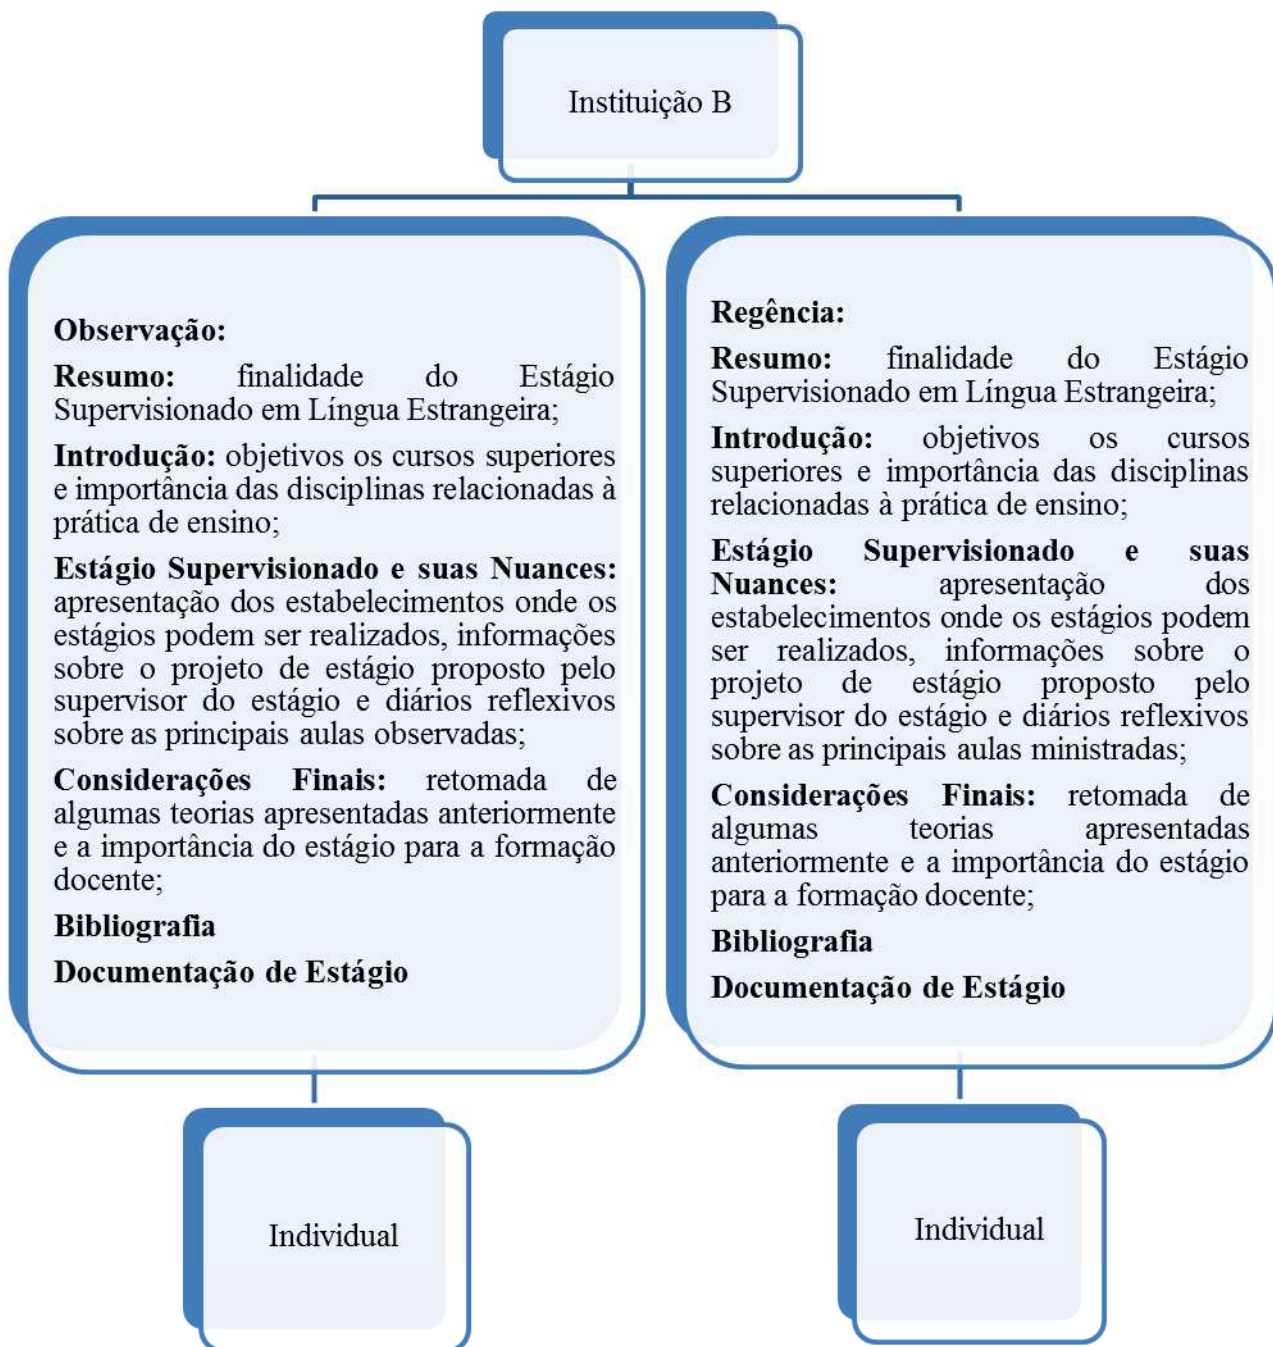 Instituição B
Observação:
Resumo: finalidade do Estágio
Supervisionado em Língua Estrangeira;
Introdução: objetivos os cursos superiores
e importância das disciplinas relacionadas à
prática de ensino;
Estágio Supervisionado e suas Nuances:
apresentação dos estabelecimentos onde os
estágios podem ser realizados, informações
sobre o projeto de estágio proposto pelo
supervisor do estágio e diários reflexivos
sobre as principais aulas observadas;
Considerações Finais: retomada de
algumas teorias apresentadas anteriormente
e a importância do estágio para a formação
docente;
Bibliografia
Documentação de Estágio
Individual
Regência:
Resumo: finalidade do Estágio
Supervisionado em Língua Estrangeira;
Introdução: objetivos os cursos
superiores e importância das disciplinas
relacionadas à prática de ensino;
Estágio Supervisionado e suas
Nuances: apresentação dos
estabelecimentos onde os estágios podem
ser realizados, informações sobre o
projeto de estágio proposto pelo
supervisor do estágio e diários reflexivos
sobre as principais aulas ministradas;
Considerações Finais: retomada de
algumas teorias apresentadas
anteriormente e a importância do estágio
para a formação docente;
Bibliografia
Documentação de Estágio
Individual